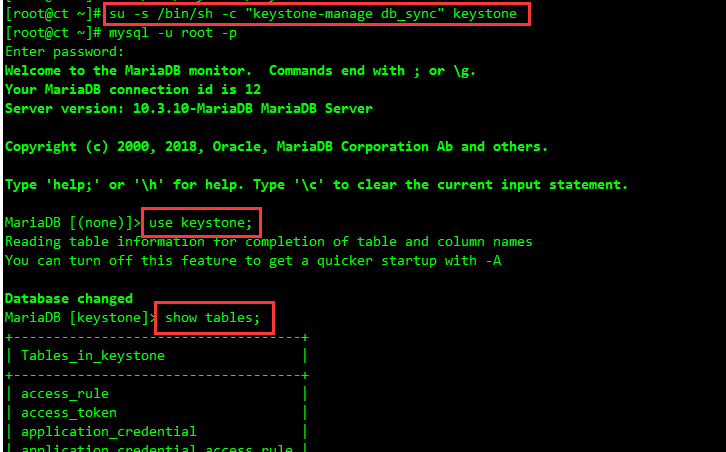 [root@ct ~]# su -s /bin/sh -c "keystone-manage db_sync" keystone
[root@ct ~]# mysql -u root -p
Enter password:
Welcome to the MariaDB monitor.  Commands end with ; or \g.
Your MariaDB connection id is 12
Server version: 10.3.10-MariaDB MariaDB Server
Copyright (c) 2000, 2018, Oracle, MariaDB Corporation Ab and others.
Type 'help;' or '\h' for help. Type '\c' to clear the current input statement.
MariaDB [(none)]> use keystone;
Reading table information for completion of table and column names
You can turn off this feature to get a quicker startup with -A
Database changed
MariaDB [keystone]> show tables;
+------------------------------------+
| Tables_in_keystone                 |
+------------------------------------+
| access_rule                        |
| access_token                       |
| application_credential             |
| application_credential_access_rule |